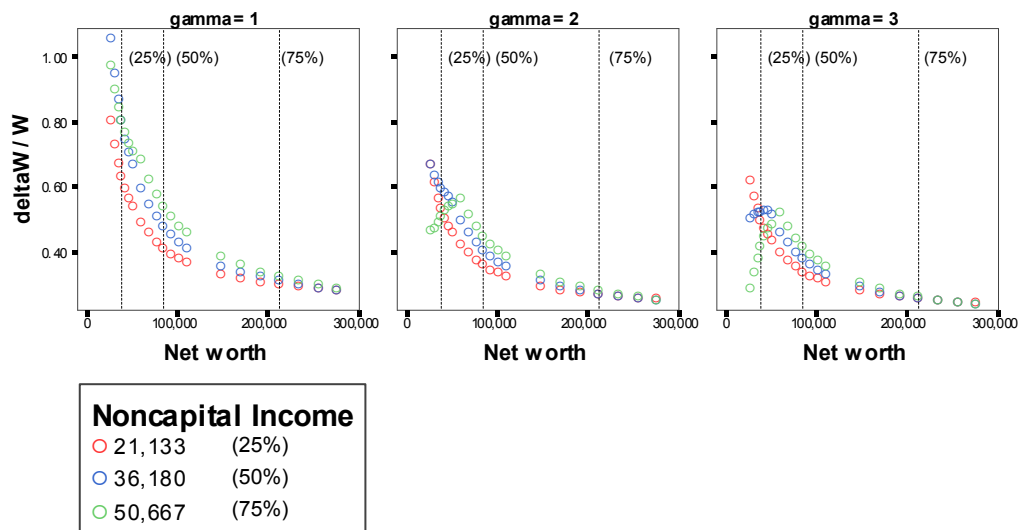 gamma= 1 gamma= 2 gamma= 3
(25%) (50%) (75%) (25%) (50%) (75%) (25%) (50%) (75%)
1.00
0.80
0.60
0.40
deltaW / W
0 100,000 200,000 300,000 0 100,000 200,000 300,000 0 100,000 200,000 300,000
Net worth Net worth Net worth
Noncapital Income
21,133 (25%)
36,180 (50%)
50,667 (75%)